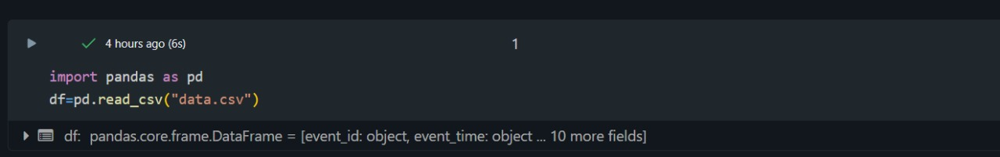 4 hours ago (6s) 1
import pandas as pd
df=pd.read_csv("data.csv")
df: pandas.core.frame.DataFrame = [event_id: object, event_time: object ... 10 more fields]